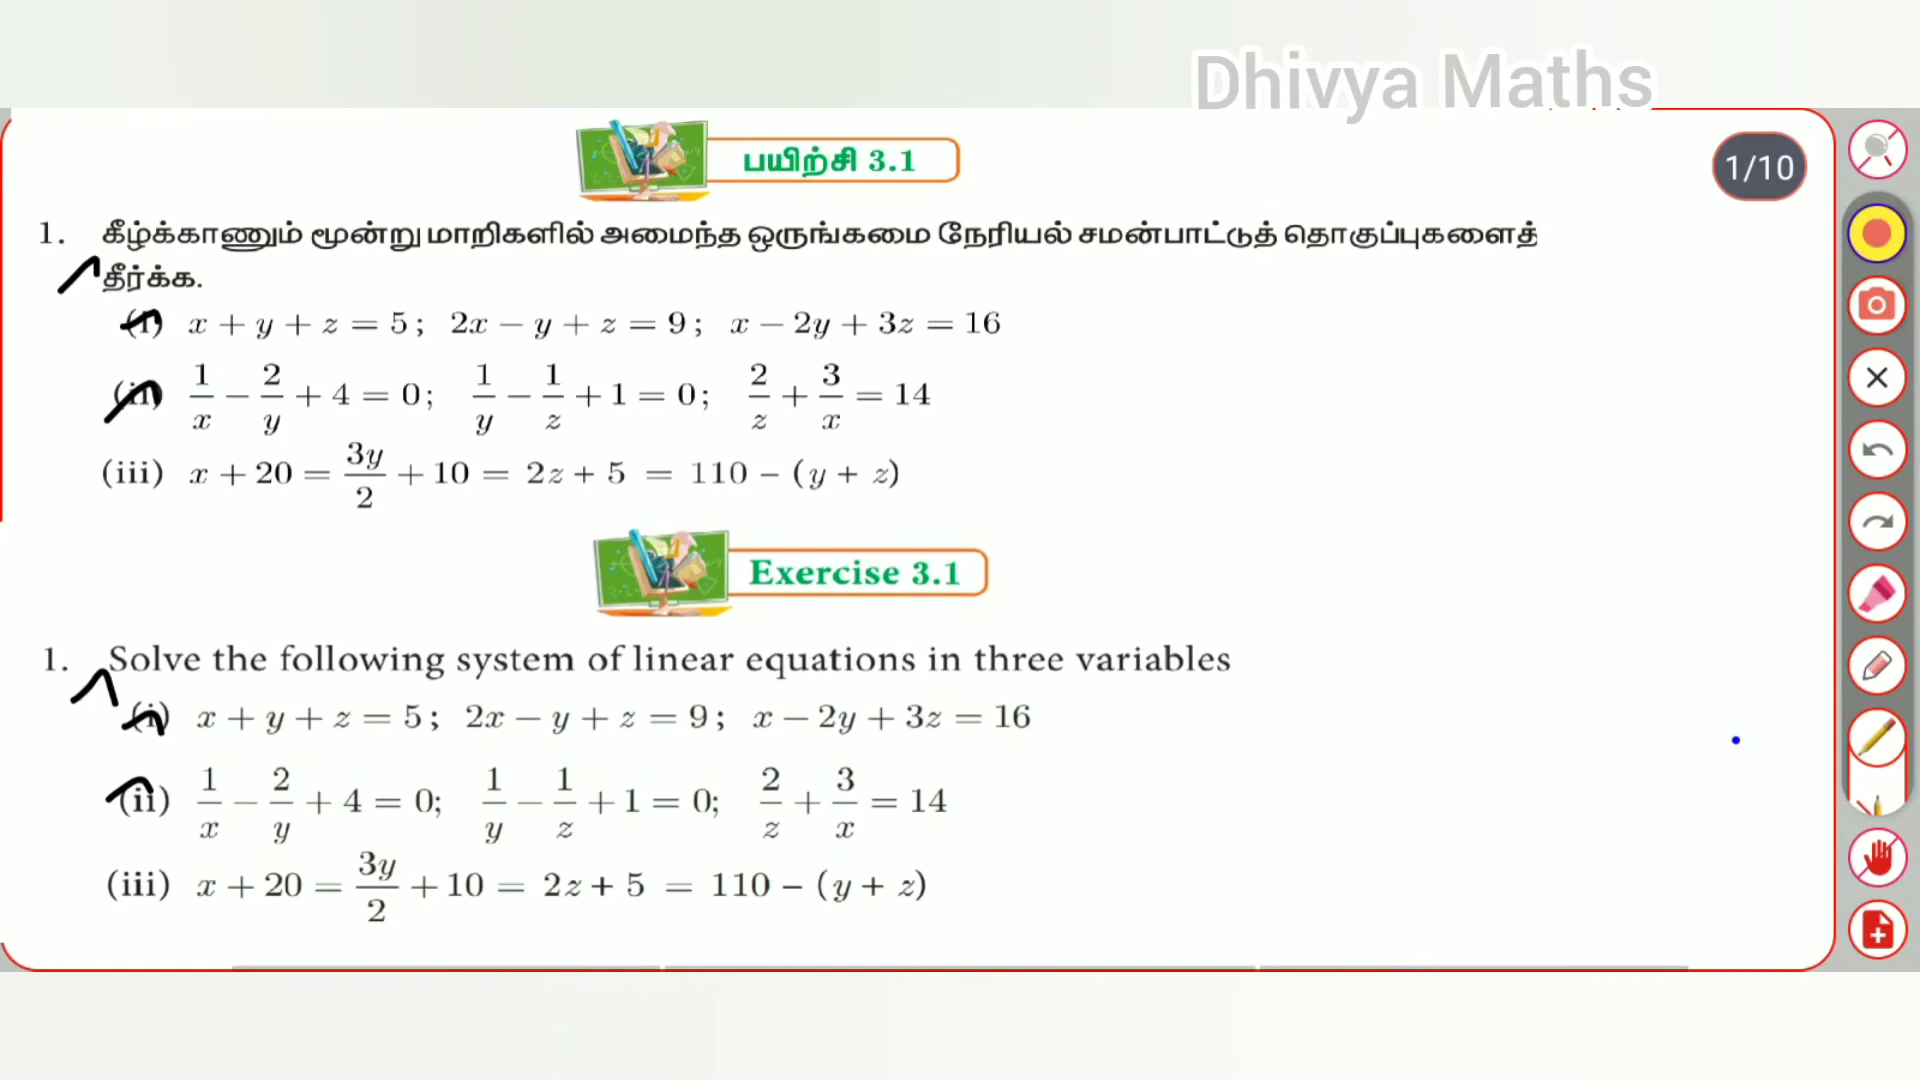 Dhivya Maths
பயிற்சி 3.1
1/10
1. கீழ்க்காணும் மூன்று மாறிகளில் அமைந்த ஒருங்கமை நேரியல் சமன்பாட்டுத் தொகுப்புகளைத்
தீர்க்க.
(i) x + y + z = 5; 2x − y + z = 9; x − 2y + 3z = 16
(ii) 1/x − 2/y + 4 = 0; 1/y − 1/z + 1 = 0; 2/z + 3/x = 14
(iii) x + 20 = 3y/2 + 10 = 2z + 5 = 110 − (y + z)
Exercise 3.1
1. Solve the following system of linear equations in three variables
(i) x + y + z = 5; 2x − y + z = 9; x − 2y + 3z = 16
(ii) 1/x − 2/y + 4 = 0; 1/y − 1/z + 1 = 0; 2/z + 3/x = 14
(iii) x + 20 = 3y/2 + 10 = 2z + 5 = 110 − (y + z)